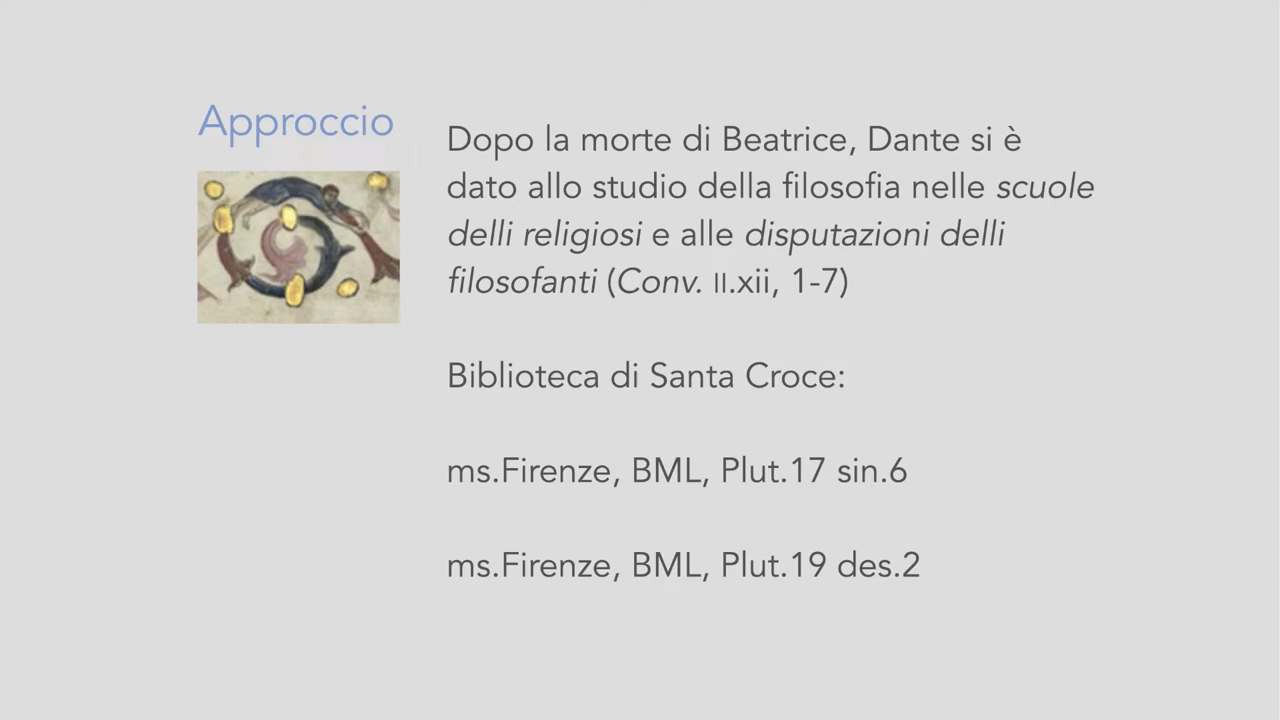 Approccio
Dopo la morte di Beatrice, Dante si è
dato allo studio della filosofia nelle scuole
delli religiosi e alle disputazioni delli
filosofanti (Conv. II.xii, 1-7)
Biblioteca di Santa Croce:
ms.Firenze, BML, Plut.17 sin.6
ms.Firenze, BML, Plut.19 des.2